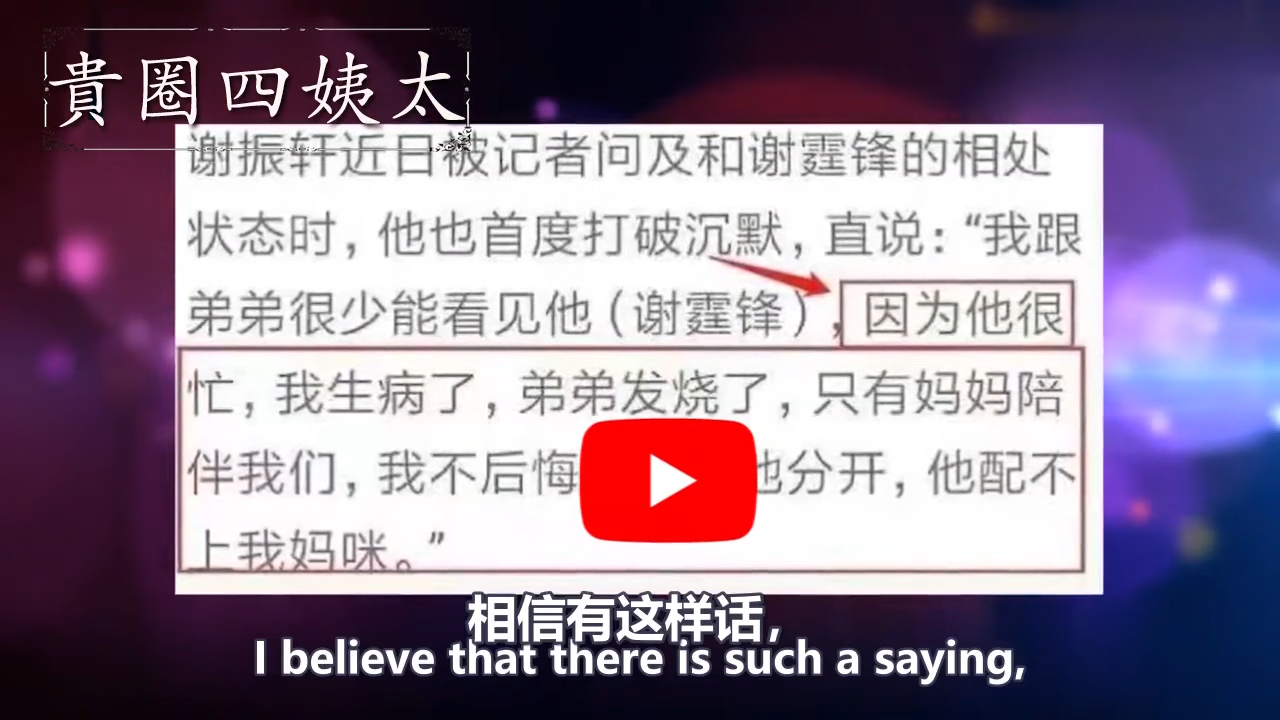 貴圈四姨太
谢振轩近日被记者问及和谢霆锋的相处
状态时，他也首度打破沉默，直说：“我跟
弟弟很少能看见他（谢霆锋），因为他很
忙，我生病了，弟弟发烧了，只有妈妈陪
伴我们，我不后悔 他分开，他配不
上我妈咪。”
相信有这样话，
I believe that there is such a saying,